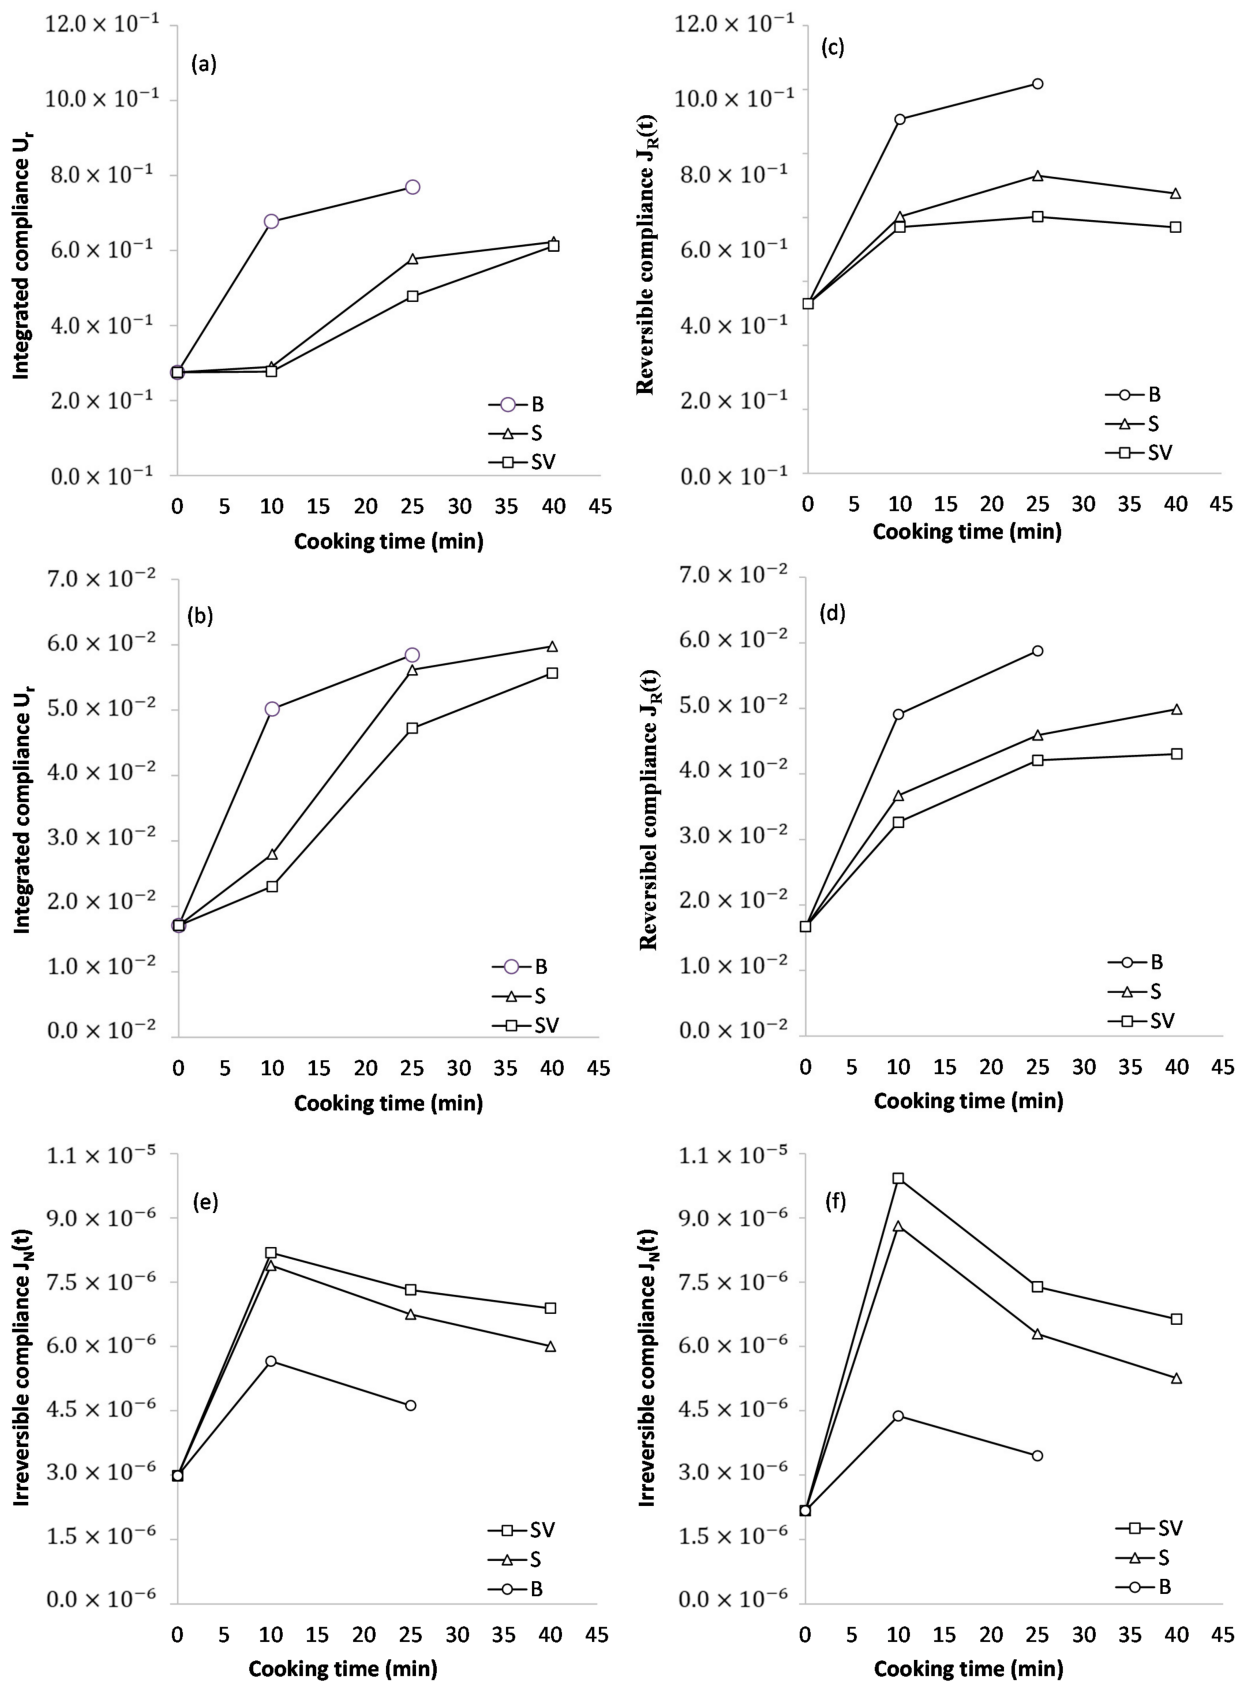 (a)
12.0 × 10⁻¹
10.0 × 10⁻¹
8.0 × 10⁻¹
6.0 × 10⁻¹
4.0 × 10⁻¹
2.0 × 10⁻¹
0.0 × 10⁻¹
Integrated compliance Uᵣ
B
S
SV
0 5 10 15 20 25 30 35 40 45
Cooking time (min)
(c)
12.0 × 10⁻¹
10.0 × 10⁻¹
8.0 × 10⁻¹
6.0 × 10⁻¹
4.0 × 10⁻¹
2.0 × 10⁻¹
0.0 × 10⁻¹
Reversible compliance J_R(t)
B
S
SV
0 5 10 15 20 25 30 35 40 45
Cooking time (min)
(b)
7.0 × 10⁻²
6.0 × 10⁻²
5.0 × 10⁻²
4.0 × 10⁻²
3.0 × 10⁻²
2.0 × 10⁻²
1.0 × 10⁻²
0.0 × 10⁻²
Integrated compliance Uᵣ
B
S
SV
0 5 10 15 20 25 30 35 40 45
Cooking time (min)
(d)
7.0 × 10⁻²
6.0 × 10⁻²
5.0 × 10⁻²
4.0 × 10⁻²
3.0 × 10⁻²
2.0 × 10⁻²
1.0 × 10⁻²
0.0 × 10⁻²
Reversibel compliance J_R(t)
B
S
SV
0 5 10 15 20 25 30 35 40 45
Cooking time (min)
(e)
1.1 × 10⁻⁵
9.0 × 10⁻⁶
7.5 × 10⁻⁶
6.0 × 10⁻⁶
4.5 × 10⁻⁶
3.0 × 10⁻⁶
1.5 × 10⁻⁶
0.0 × 10⁻⁶
Irreversible compliance J_N(t)
SV
S
B
0 5 10 15 20 25 30 35 40 45
Cooking time (min)
(f)
1.1 × 10⁻⁵
9.0 × 10⁻⁶
7.5 × 10⁻⁶
6.0 × 10⁻⁶
4.5 × 10⁻⁶
3.0 × 10⁻⁶
1.5 × 10⁻⁶
0.0 × 10⁻⁶
Irreversible compliance J_N(t)
SV
S
B
0 5 10 15 20 25 30 35 40 45
Cooking time (min)